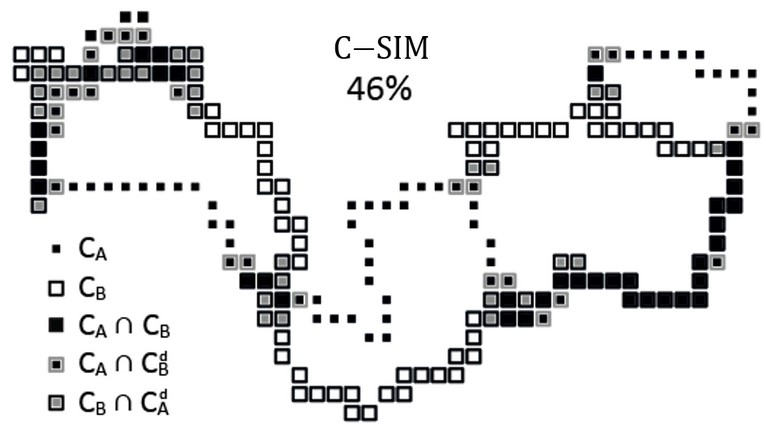 C−SIM
46%
C_A
C_B
C_A ∩ C_B
C_A ∩ C_B^d
C_B ∩ C_A^d